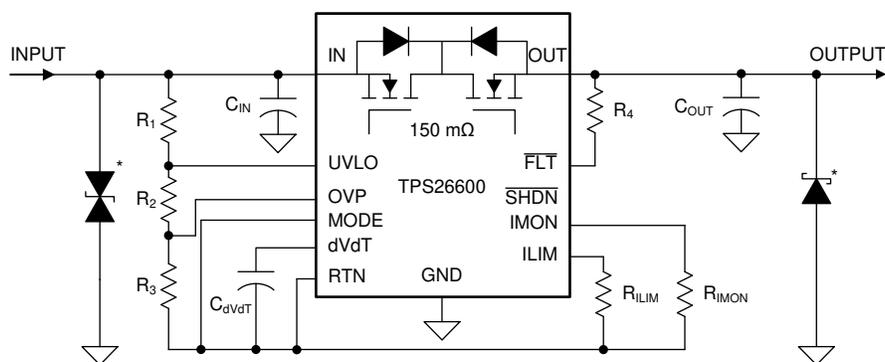 INPUT
IN
OUT
OUTPUT
R1
CIN
150 mΩ
R4
COUT
*
UVLO
FLT
*
R2
OVP
TPS26600
SHDN
MODE
IMON
dVdT
ILIM
R3
CdVdT
RTN
GND
RILIM
RIMON